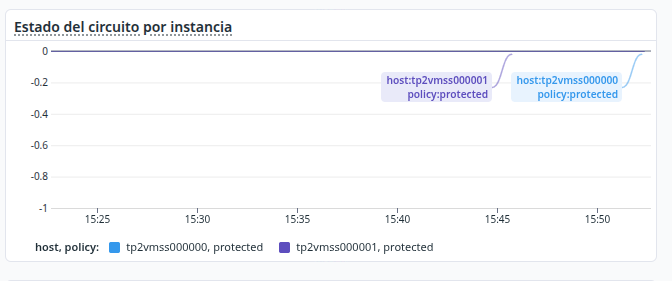 Estado del circuito por instancia
0
-0.2
-0.4
-0.6
-0.8
-1
host:tp2vmss000001
policy:protected
host:tp2vmss000000
policy:protected
15:25 15:30 15:35 15:40 15:45 15:50
host, policy: tp2vmss000000, protected tp2vmss000001, protected